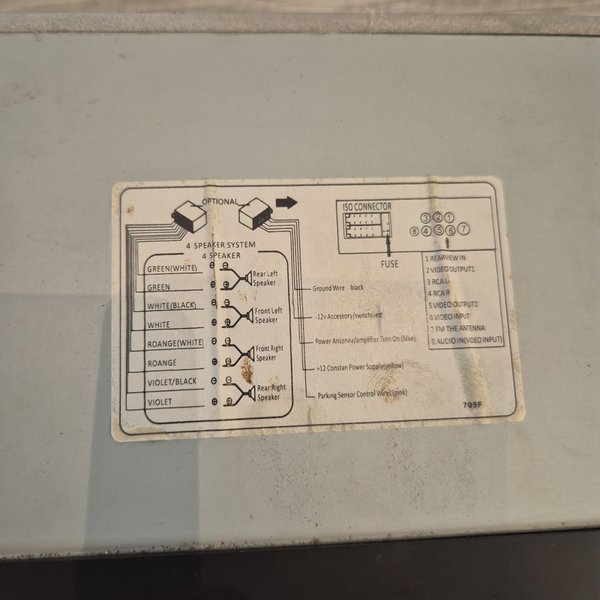 OPTIONAL
4 SPEAKER SYSTEM
4 SPEAKER
GREEN(WHITE)
GREEN
WHITE(BLACK)
WHITE
ROANGE(WHITE)
ROANGE
VIOLET/BLACK
VIOLET
Rear Left
Speaker
Front Left
Speaker
Front Right
Speaker
Rear Right
Speaker
Ground Wire black
12v Accessory(switch)red
Power Antenna/amplifier Turn On (blue)
+12 Constan Power Supply(yellow)
Parking Sensor Control Wires(pink)
ISO CONNECTOR
FUSE
3 2 1
8 4 5 6 7
1 REARVIEW IN
2 VIDEO OUTPUT1
3 RCA L
4 RCA R
5 VIDEO OUTPUT2
6 VIDEO INPUT
7 FM THE ANTENNA
8 AUDIO IN(VIDEO INPUT)
705F